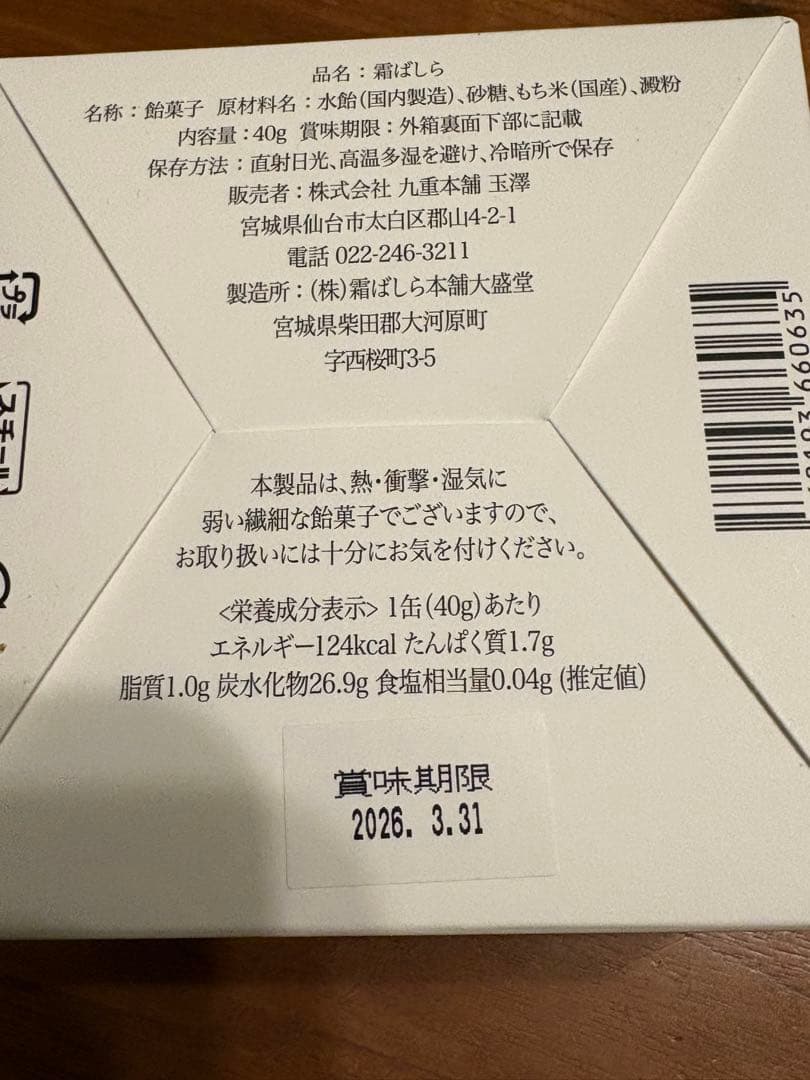 品名：霜ばしら
名称：飴菓子 原材料名：水飴(国内製造)、砂糖、もち米(国産)、澱粉
内容量：40g 賞味期限：外箱裏面下部に記載
保存方法：直射日光、高温多湿を避け、冷暗所で保存
販売者：株式会社 九重本舗 玉澤
宮城県仙台市太白区郡山4-2-1
電話 022-246-3211
製造所：(株)霜ばしら本舗大盛堂
宮城県柴田郡大河原町
字西桜町3-5
プラ
スチール
660635
本製品は、熱・衝撃・湿気に
弱い繊細な飴菓子でございますので、
お取り扱いには十分にお気を付けください。
<栄養成分表示> 1缶(40g)あたり
エネルギー124kcal たんぱく質1.7g
脂質1.0g 炭水化物26.9g 食塩相当量0.04g (推定値)
賞味期限
2026. 3.31